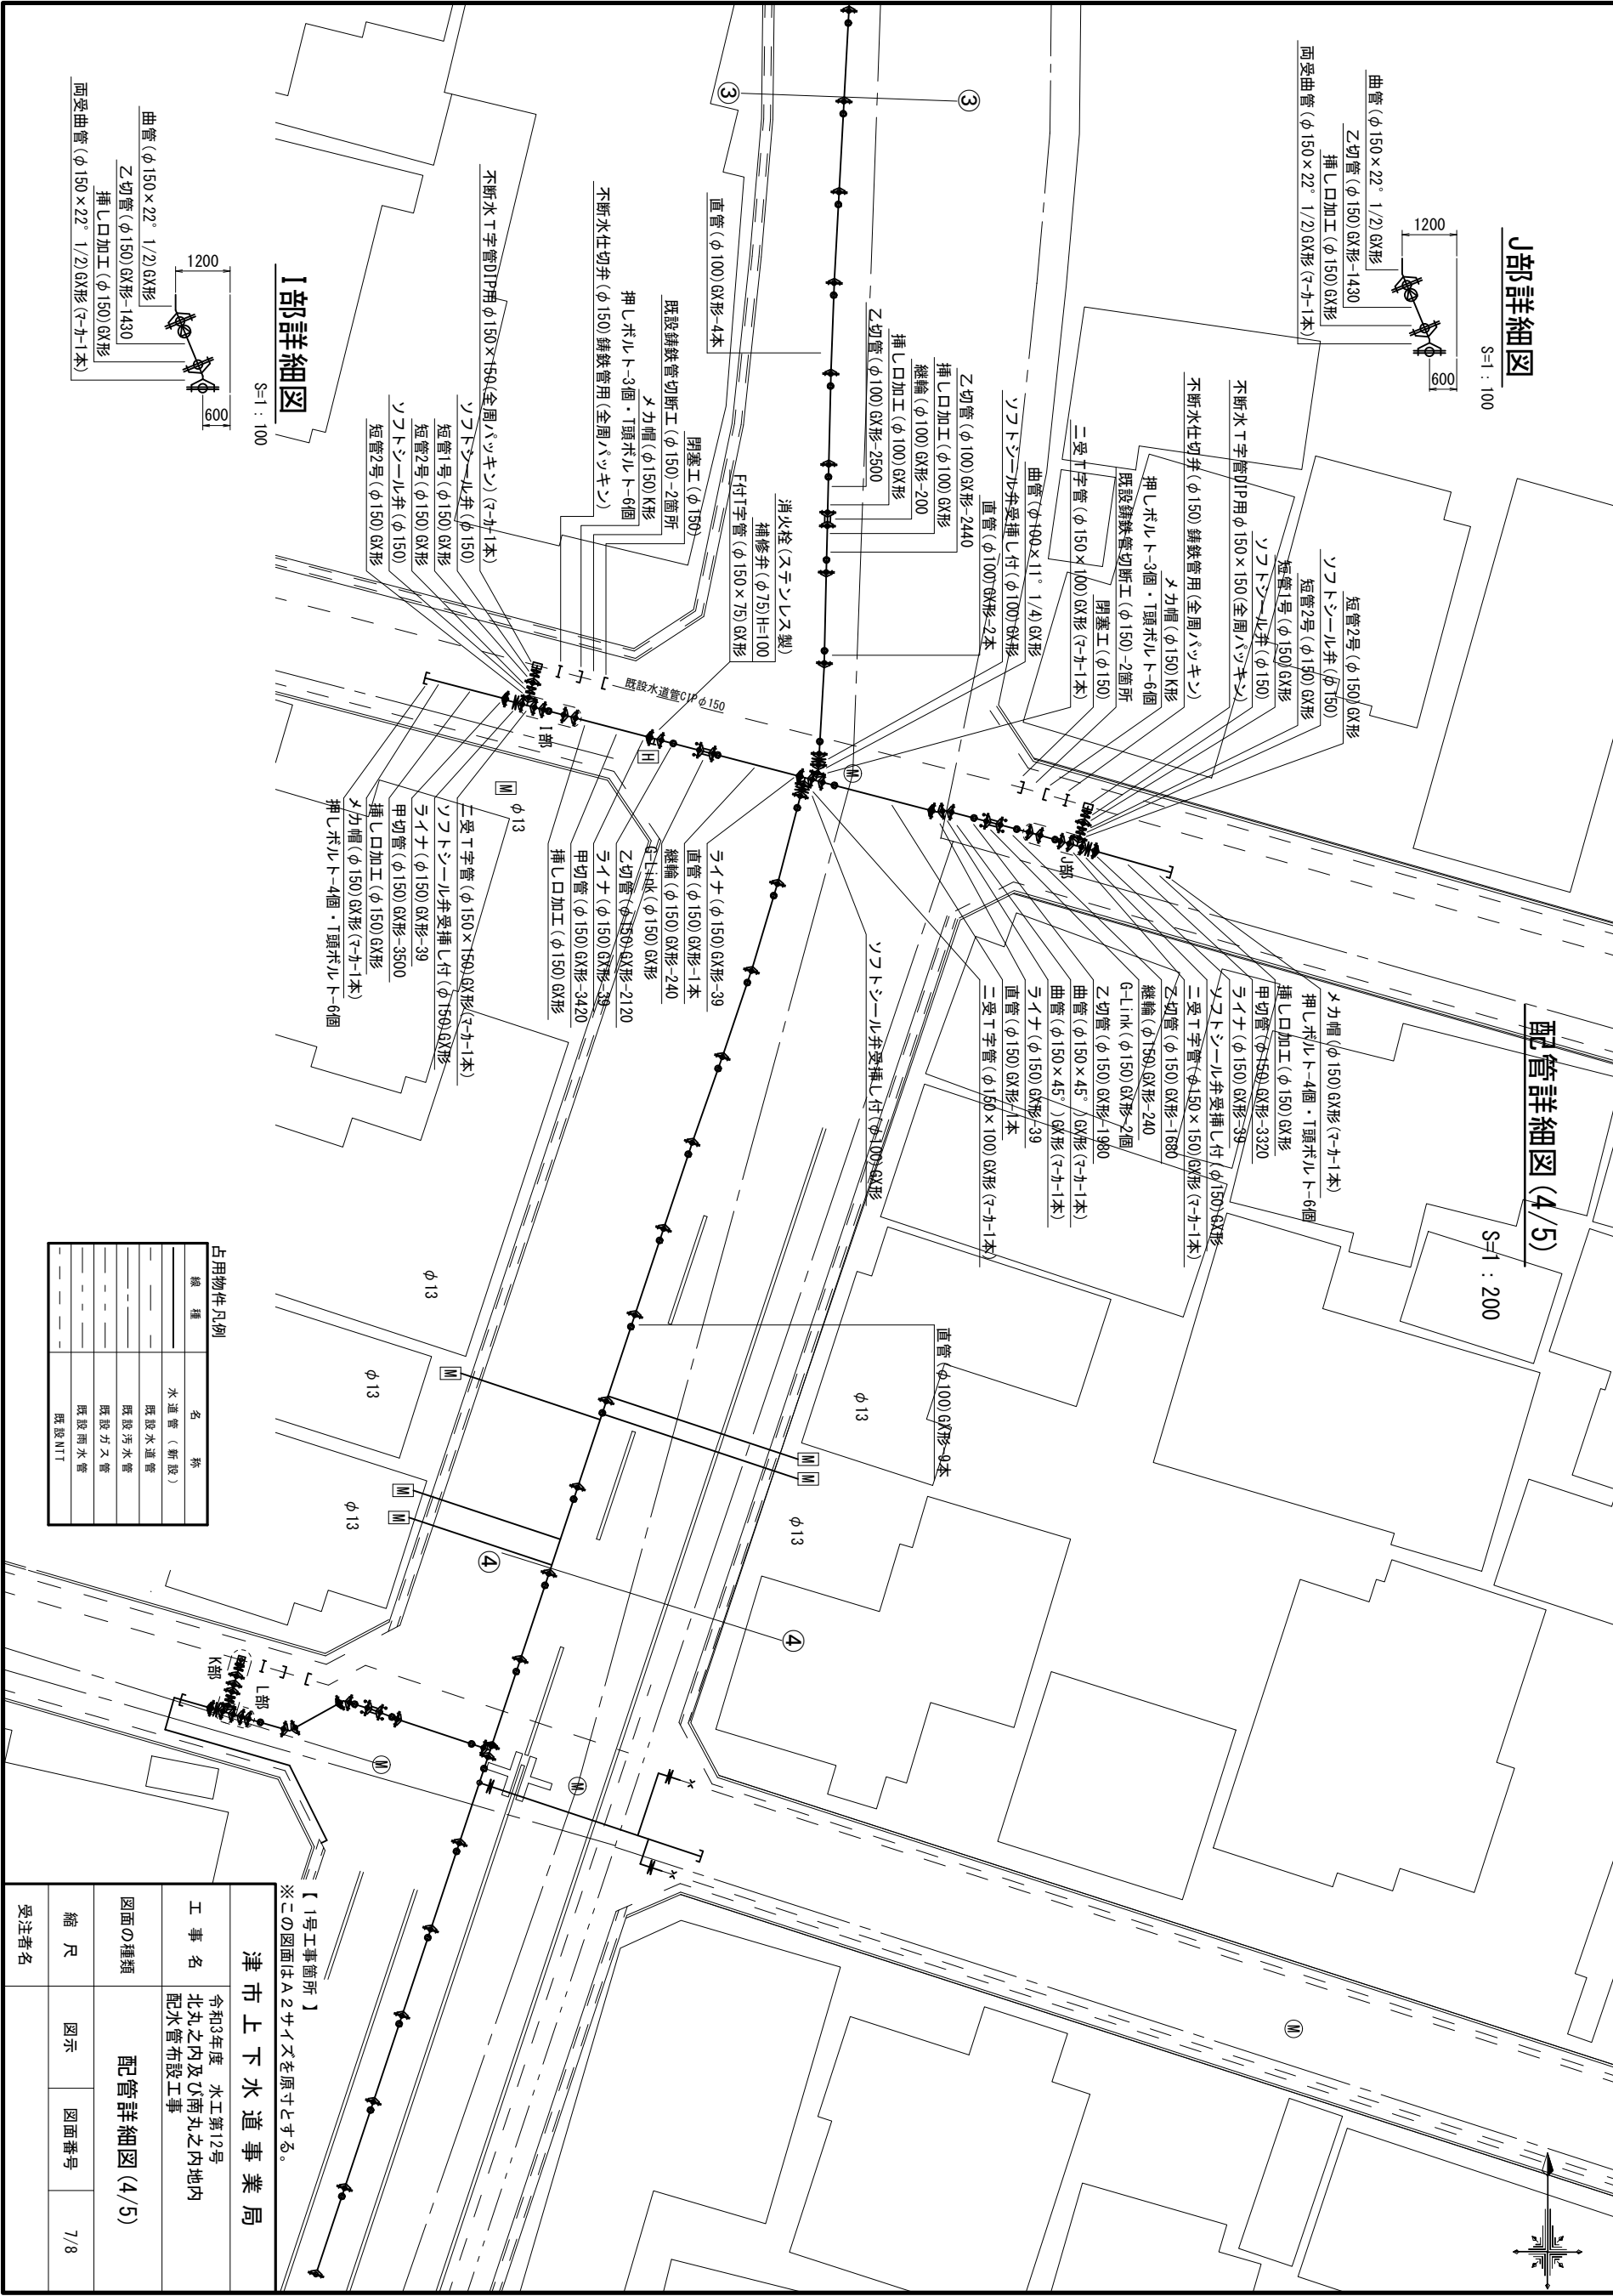 配管詳細図(4/5)
S=1：200
J部詳細図
S=1：100
1200
600
曲管(φ150×22°1/2)GX形
乙切管(φ150)GX形-1430
挿し口加工(φ150)GX形
両受曲管(φ150×22°1/2)GX形(マーカー1本)
I部詳細図
S=1：100
1200
600
曲管(φ150×22°1/2)GX形
乙切管(φ150)GX形-1430
挿し口加工(φ150)GX形
両受曲管(φ150×22°1/2)GX形(マーカー1本)
③
③
短管2号(φ150)GX形
ソフトシール弁(φ150)
短管2号(φ150)GX形
短管1号(φ150)GX形
ソフトシール弁(φ150)
不断水T字管DIP用φ150×150(全周パッキン)
不断水仕切弁(φ150)鋳鉄管用(全周パッキン)
メカ帽(φ150)K形
押しボルト-3個・T頭ボルト-6個
既設鋳鉄管切断工(φ150)-2箇所
閉塞工(φ150)
二受T字管(φ150×100)GX形(マーカー1本)
曲管(φ100×11°1/4)GX形
ソフトシール弁受挿し付(φ100)GX形
直管(φ100)GX形-2本
乙切管(φ100)GX形-2440
挿し口加工(φ100)GX形
継輪(φ100)GX形-200
挿し口加工(φ100)GX形
乙切管(φ100)GX形-2500
直管(φ100)GX形-4本
消火栓(ステンレス製)
補修弁(φ75)H=100
F付T字管(φ150×75)GX形
閉塞工(φ150)
既設鋳鉄管切断工(φ150)-2箇所
メカ帽(φ150)K形
押しボルト-3個・T頭ボルト-6個
不断水仕切弁(φ150)鋳鉄管用(全周パッキン)
不断水T字管DIP用φ150×150(全周パッキン)(マーカー1本)
ソフトシール弁(φ150)
短管1号(φ150)GX形
短管2号(φ150)GX形
ソフトシール弁(φ150)
短管2号(φ150)GX形
既設水道管CIPφ150
I部
H
M
J部
M
φ13
メカ帽(φ150)GX形(マーカー1本)
押しボルト-4個・T頭ボルト-6個
挿し口加工(φ150)GX形
甲切管(φ150)GX形-3320
ライナ(φ150)GX形-39
ソフトシール弁受挿し付(φ150)GX形
二受T字管(φ150×150)GX形(マーカー1本)
乙切管(φ150)GX形-1680
継輪(φ150)GX形-240
G-Link(φ150)GX形-2個
乙切管(φ150)GX形-1980
曲管(φ150×45°)GX形(マーカー1本)
曲管(φ150×45°)GX形(マーカー1本)
ライナ(φ150)GX形-39
直管(φ150)GX形-1本
二受T字管(φ150×100)GX形(マーカー1本)
ソフトシール弁受挿し付(φ100)GX形
ライナ(φ150)GX形-39
直管(φ150)GX形-1本
継輪(φ150)GX形-240
G-Link(φ150)GX形
乙切管(φ150)GX形-2120
ライナ(φ150)GX形-39
甲切管(φ150)GX形-3420
挿し口加工(φ150)GX形
二受T字管(φ150×150)GX形(マーカー1本)
ソフトシール弁受挿し付(φ150)GX形
ライナ(φ150)GX形-39
甲切管(φ150)GX形-3500
挿し口加工(φ150)GX形
メカ帽(φ150)GX形(マーカー1本)
押しボルト-4個・T頭ボルト-6個
直管(φ100)GX形-9本
φ13
φ13
φ13
φ13
φ13
M
M
M
M
M
④
④
K部
L部
M
M
M
占用物件凡例
線種 名称
水道管(新設)
既設水道管
既設汚水管
既設ガス管
既設雨水管
既設NTT
【1号工事箇所】
※この図面はA2サイズを原寸とする。
津市上下水道事業局
工事名 令和3年度 水工第12号
北丸之内及び南丸之内地内
配水管布設工事
図面の種類 配管詳細図(4/5)
縮尺 図示 図面番号 7/8
受注者名